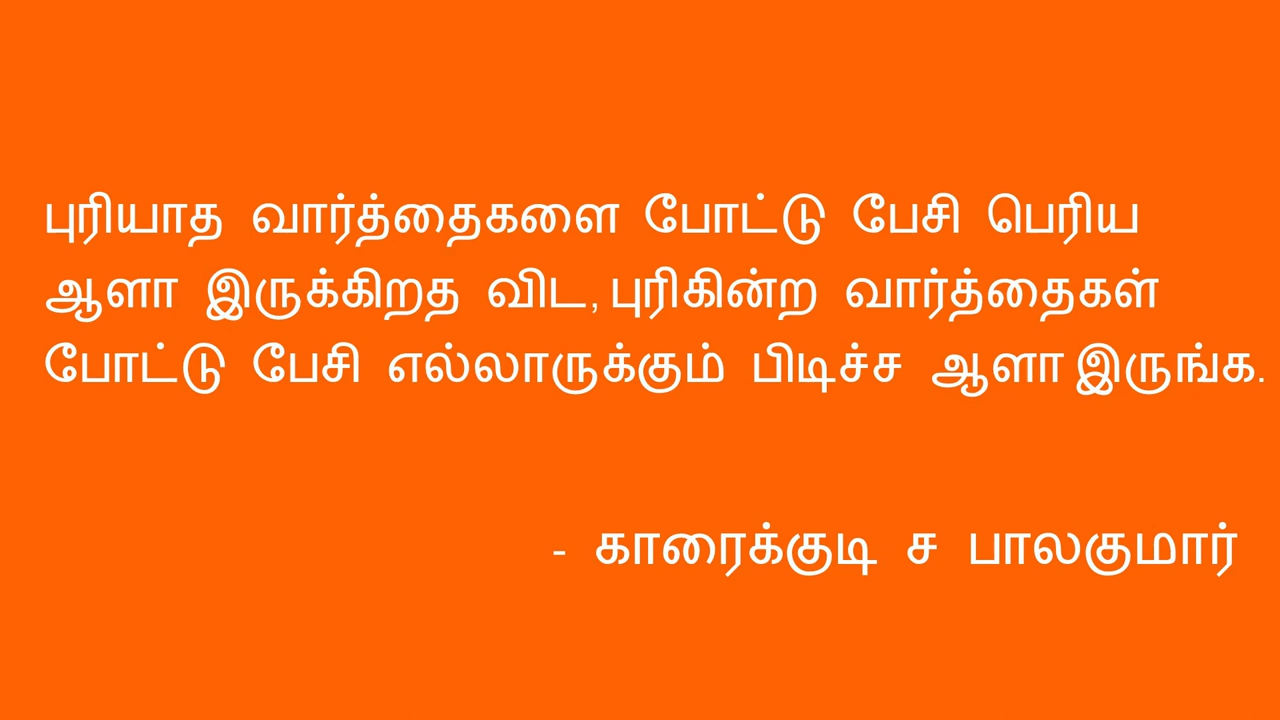 புரியாத வார்த்தைகளை போட்டு பேசி பெரிய
ஆளா இருக்கிறத விட, புரிகின்ற வார்த்தைகள்
போட்டு பேசி எல்லாருக்கும் பிடிச்ச ஆளா இருங்க.
- காரைக்குடி ச பாலகுமார்